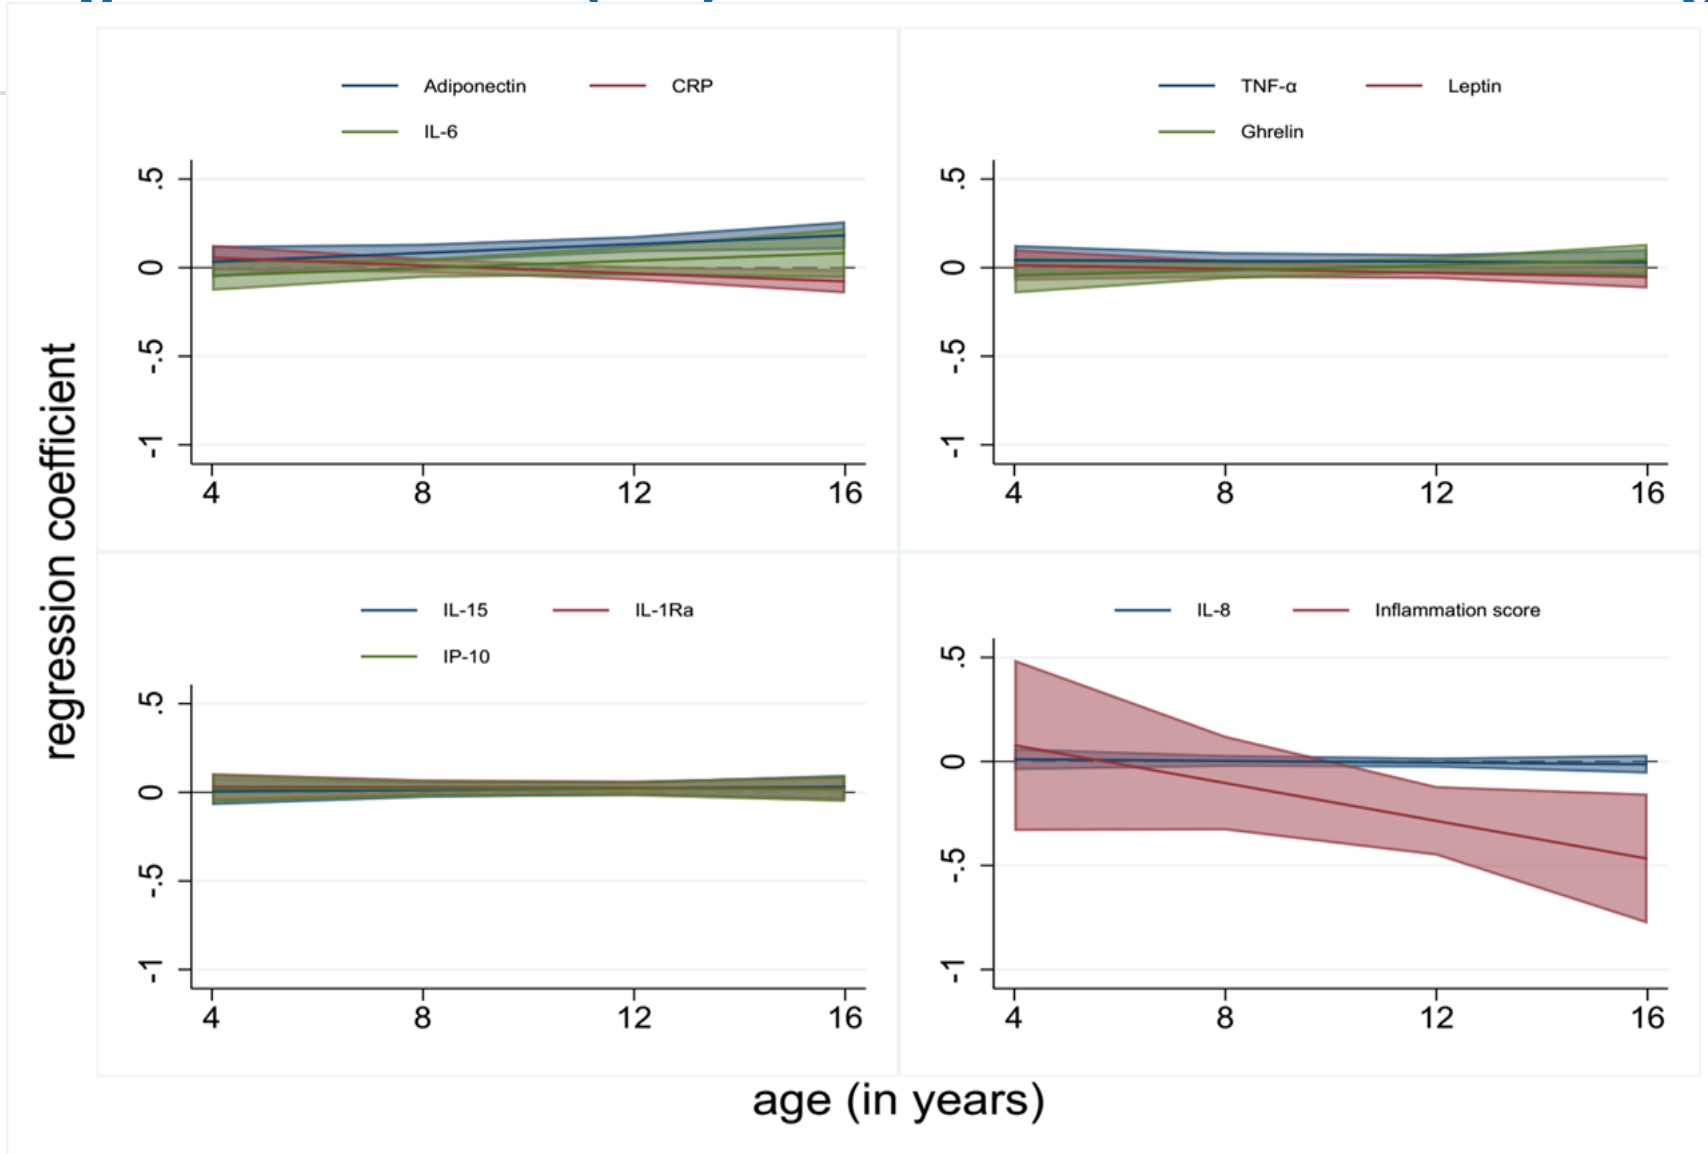 Adiponectin CRP
IL-6
.5
0
-.5
-1
4 8 12 16
TNF-α Leptin
Ghrelin
.5
0
-.5
-1
4 8 12 16
IL-15 IL-1Ra
IP-10
.5
0
-.5
-1
4 8 12 16
IL-8 Inflammation score
.5
0
-.5
-1
4 8 12 16
regression coefficient
age (in years)